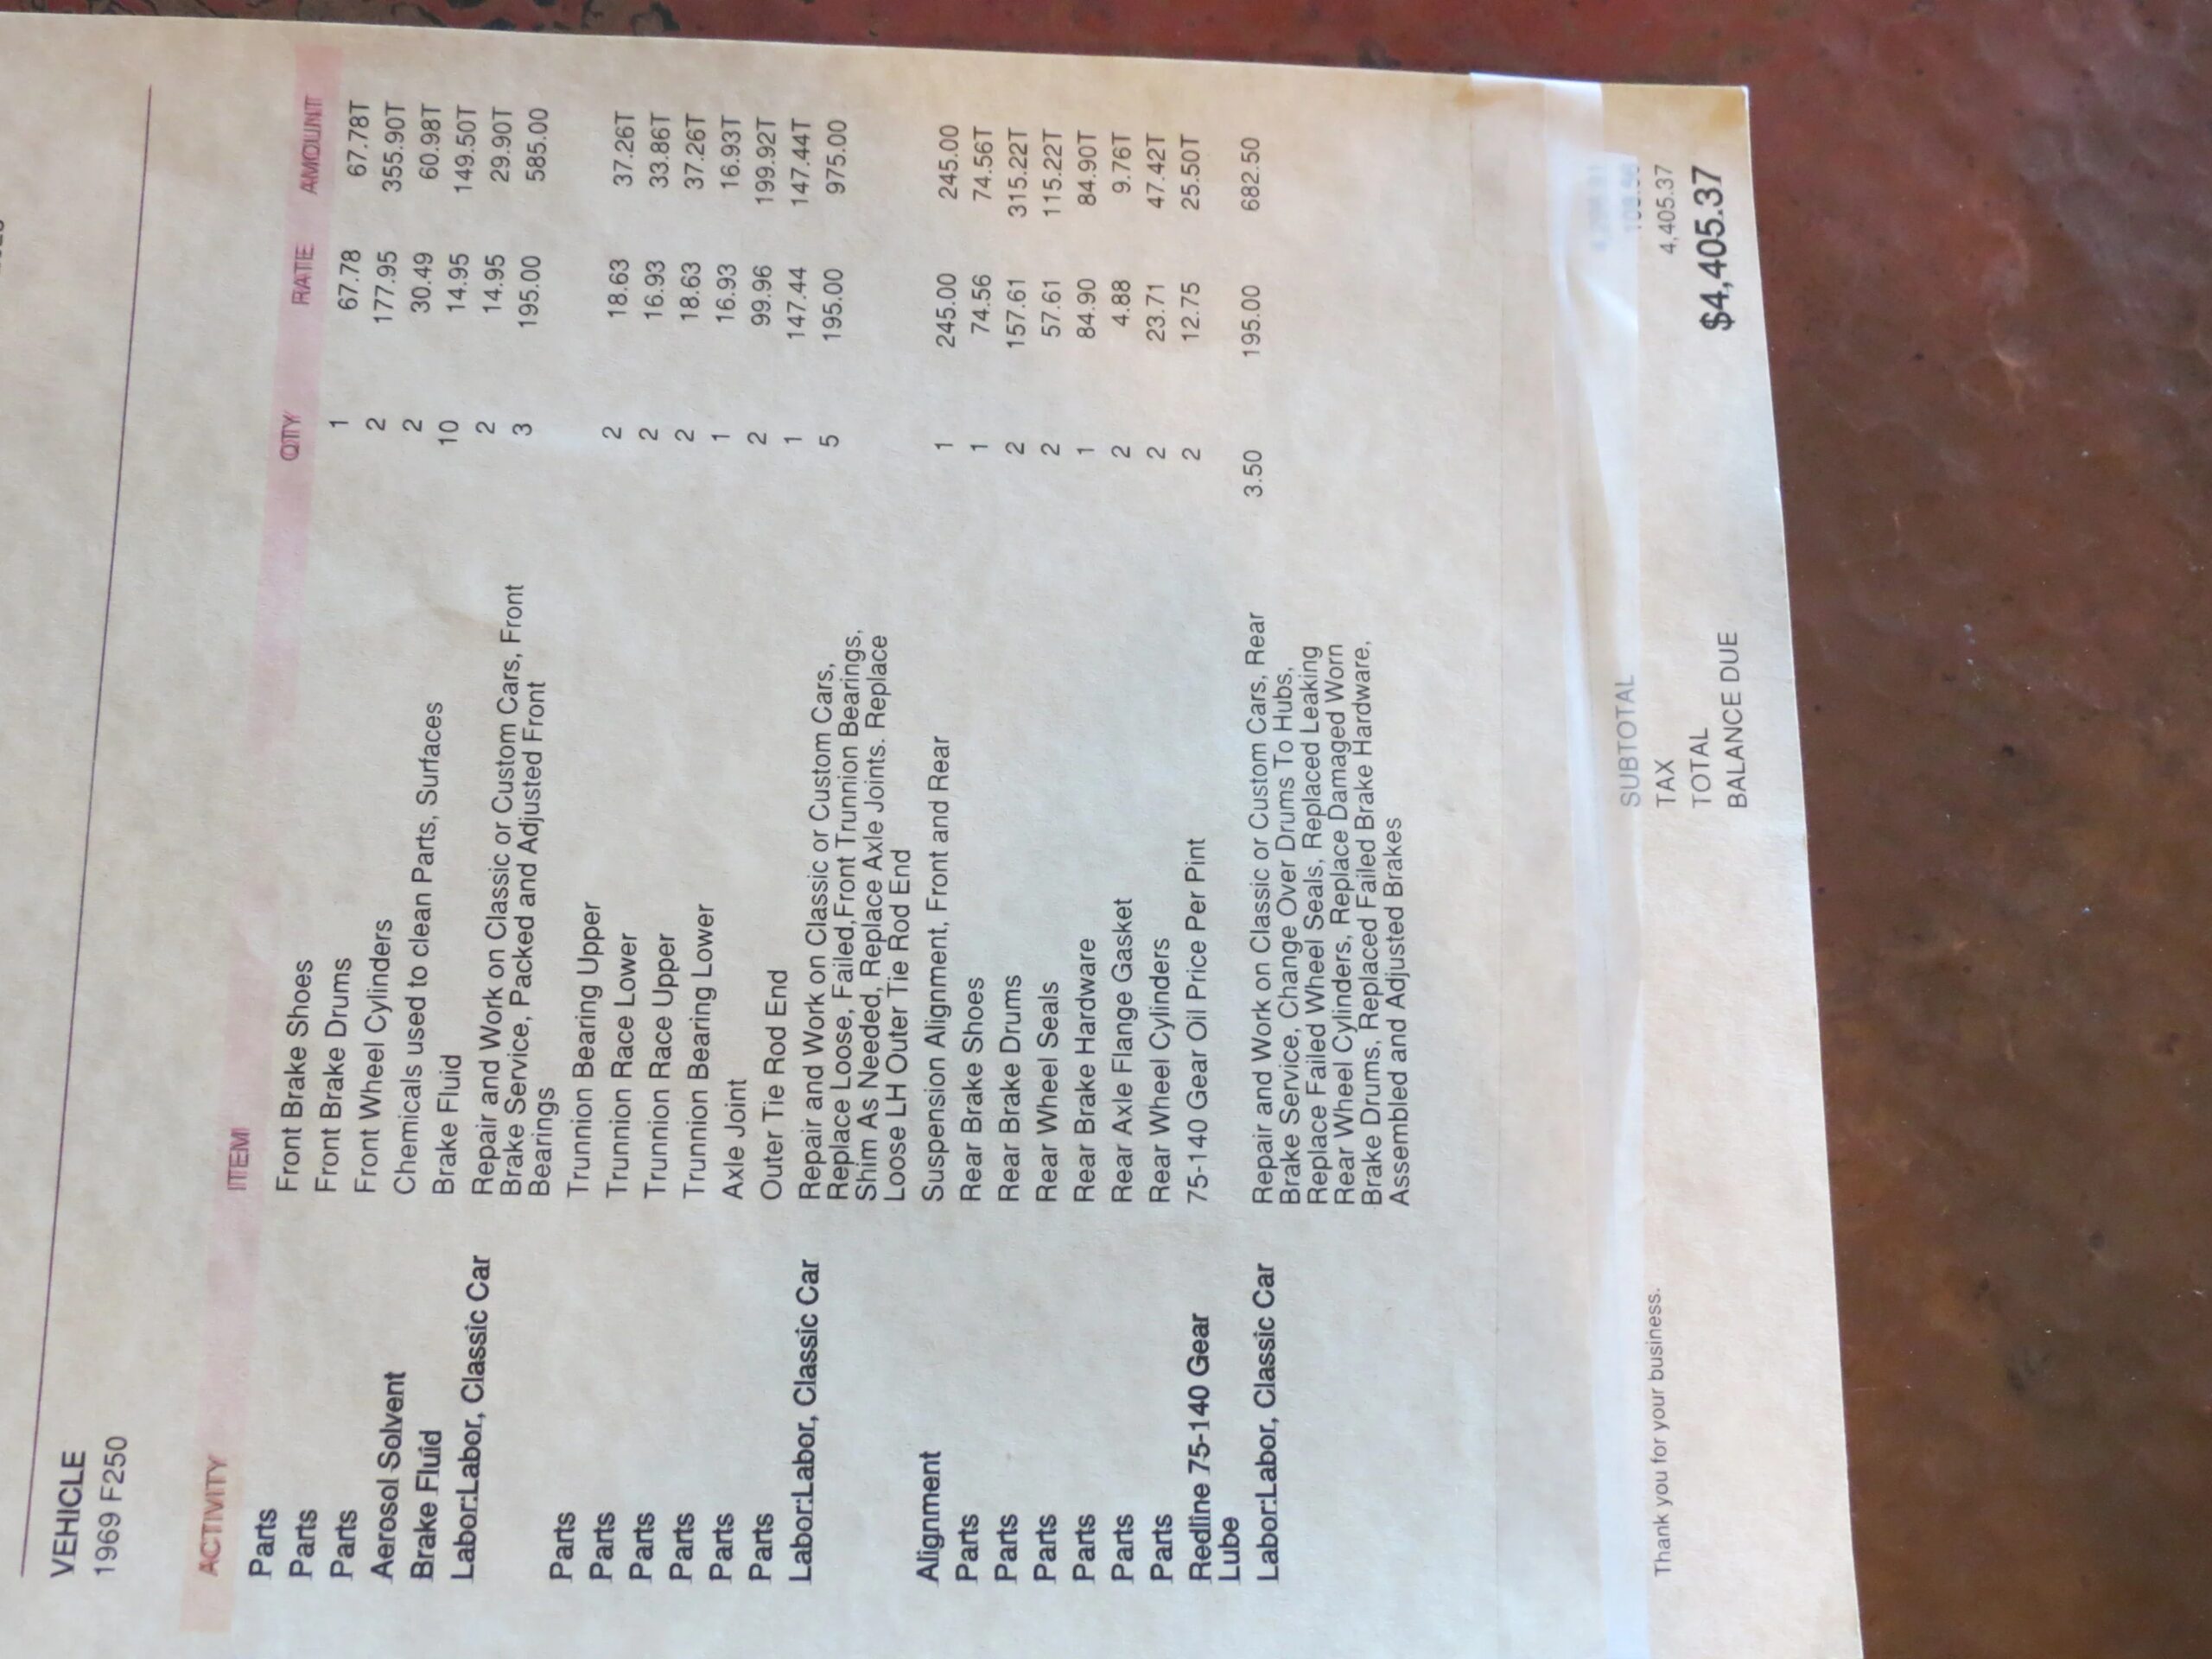 VEHICLE
1969 F250
ACTIVITY ITEM QTY RATE AMOUNT
Parts Front Brake Shoes 1 67.78 67.78T
Parts Front Brake Drums 2 177.95 355.90T
Parts Front Wheel Cylinders 2 30.49 60.98T
Aerosol Solvent Chemicals used to clean Parts, Surfaces 10 14.95 149.50T
Brake Fluid Brake Fluid 2 14.95 29.90T
Labor:Labor, Classic Car Repair and Work on Classic or Custom Cars, Front 3 195.00 585.00
Brake Service, Packed and Adjusted Front
Bearings
Parts Trunnion Bearing Upper 2 18.63 37.26T
Parts Trunnion Race Lower 2 16.93 33.86T
Parts Trunnion Race Upper 2 18.63 37.26T
Parts Trunnion Bearing Lower 1 16.93 16.93T
Parts Axle Joint 2 99.96 199.92T
Parts Outer Tie Rod End 1 147.44 147.44T
Labor:Labor, Classic Car Repair and Work on Classic or Custom Cars, 5 195.00 975.00
Replace Loose, Failed,Front Trunnion Bearings,
Shim As Needed, Replace Axle Joints. Replace
Loose LH Outer Tie Rod End
Alignment Suspension Alignment, Front and Rear 1 245.00 245.00
Parts Rear Brake Shoes 1 74.56 74.56T
Parts Rear Brake Drums 2 157.61 315.22T
Parts Rear Wheel Seals 2 57.61 115.22T
Parts Rear Brake Hardware 1 84.90 84.90T
Parts Rear Axle Flange Gasket 2 4.88 9.76T
Parts Rear Wheel Cylinders 2 23.71 47.42T
Redline 75-140 Gear 75-140 Gear Oil Price Per Pint 2 12.75 25.50T
Lube
Labor:Labor, Classic Car Repair and Work on Classic or Custom Cars, Rear 3.50 195.00 682.50
Brake Service, Change Over Drums To Hubs,
Replace Failed Wheel Seals, Replaced Leaking
Rear Wheel Cylinders, Replace Damaged Worn
Brake Drums, Replaced Failed Brake Hardware,
Assembled and Adjusted Brakes
SUBTOTAL
Thank you for your business. TAX
TOTAL 4,405.37
BALANCE DUE $4,405.37